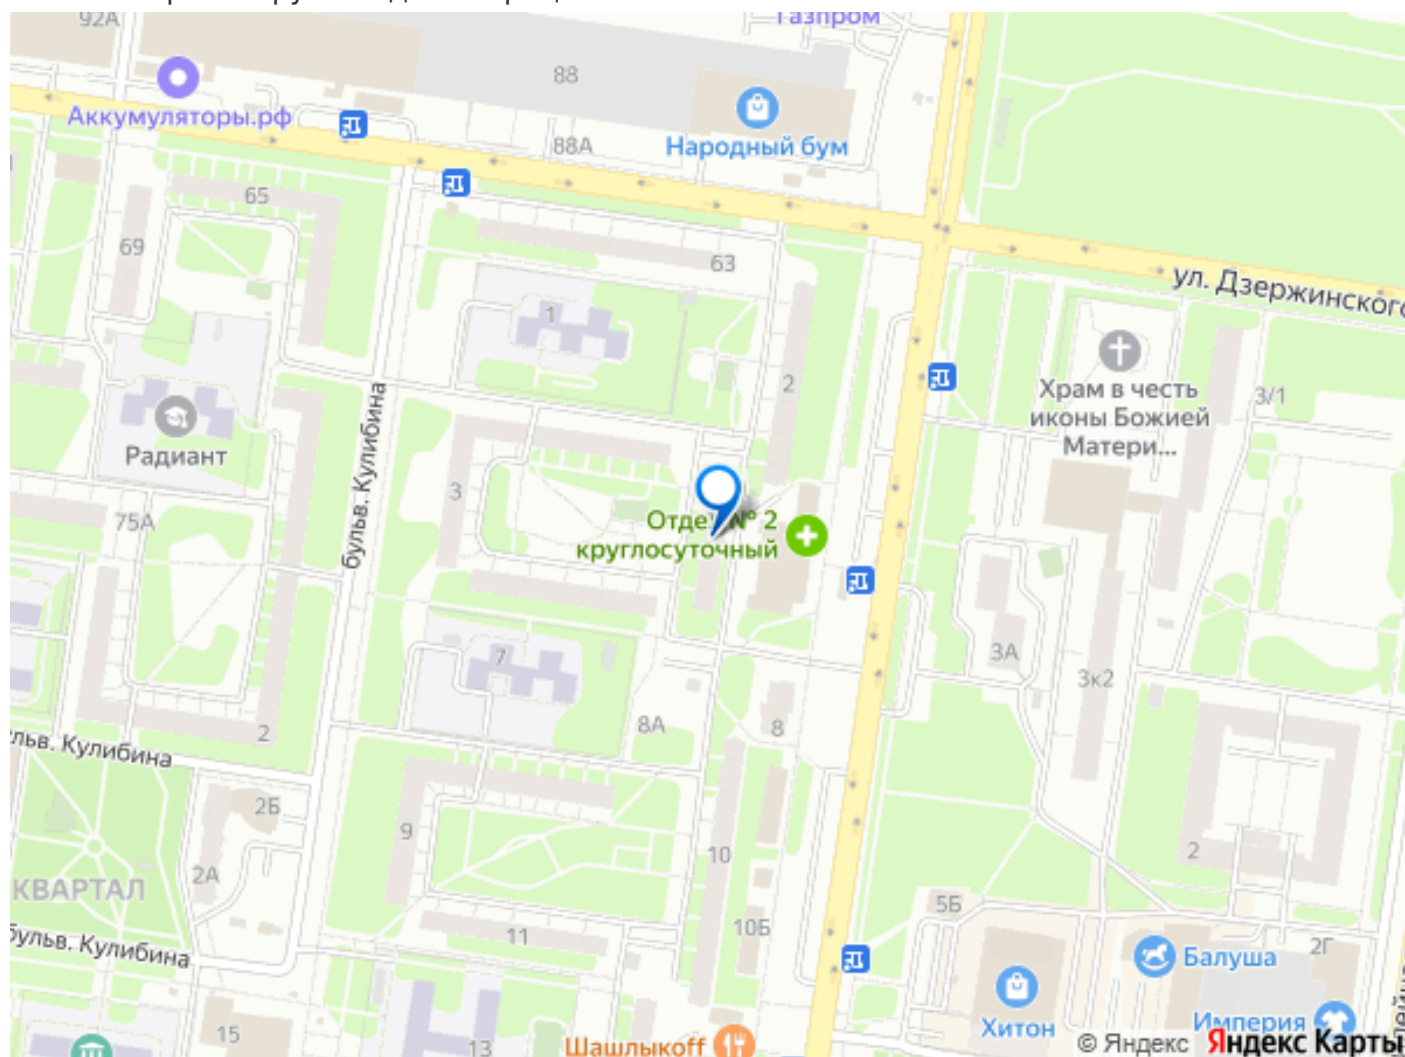 92А
Газпром
88
Аккумуляторы.рф
88А
Народный бум
65
69
63
ул. Дзержинского
1
2
Храм в честь
иконы Божией
Матери...
3/1
бульв. Кулибина
Радиант
3
75А
Отдел № 2
круглосуточный
7
3А
3к2
8А
8
2
льв. Кулибина
2Б
9
10
2
2А
КВАРТАЛ
5Б
10Б
11
бульв. Кулибина
Балуша
2Г
15
13
Шашлыкоff
Хитон
Империя
© Яндекс Яндекс Карты